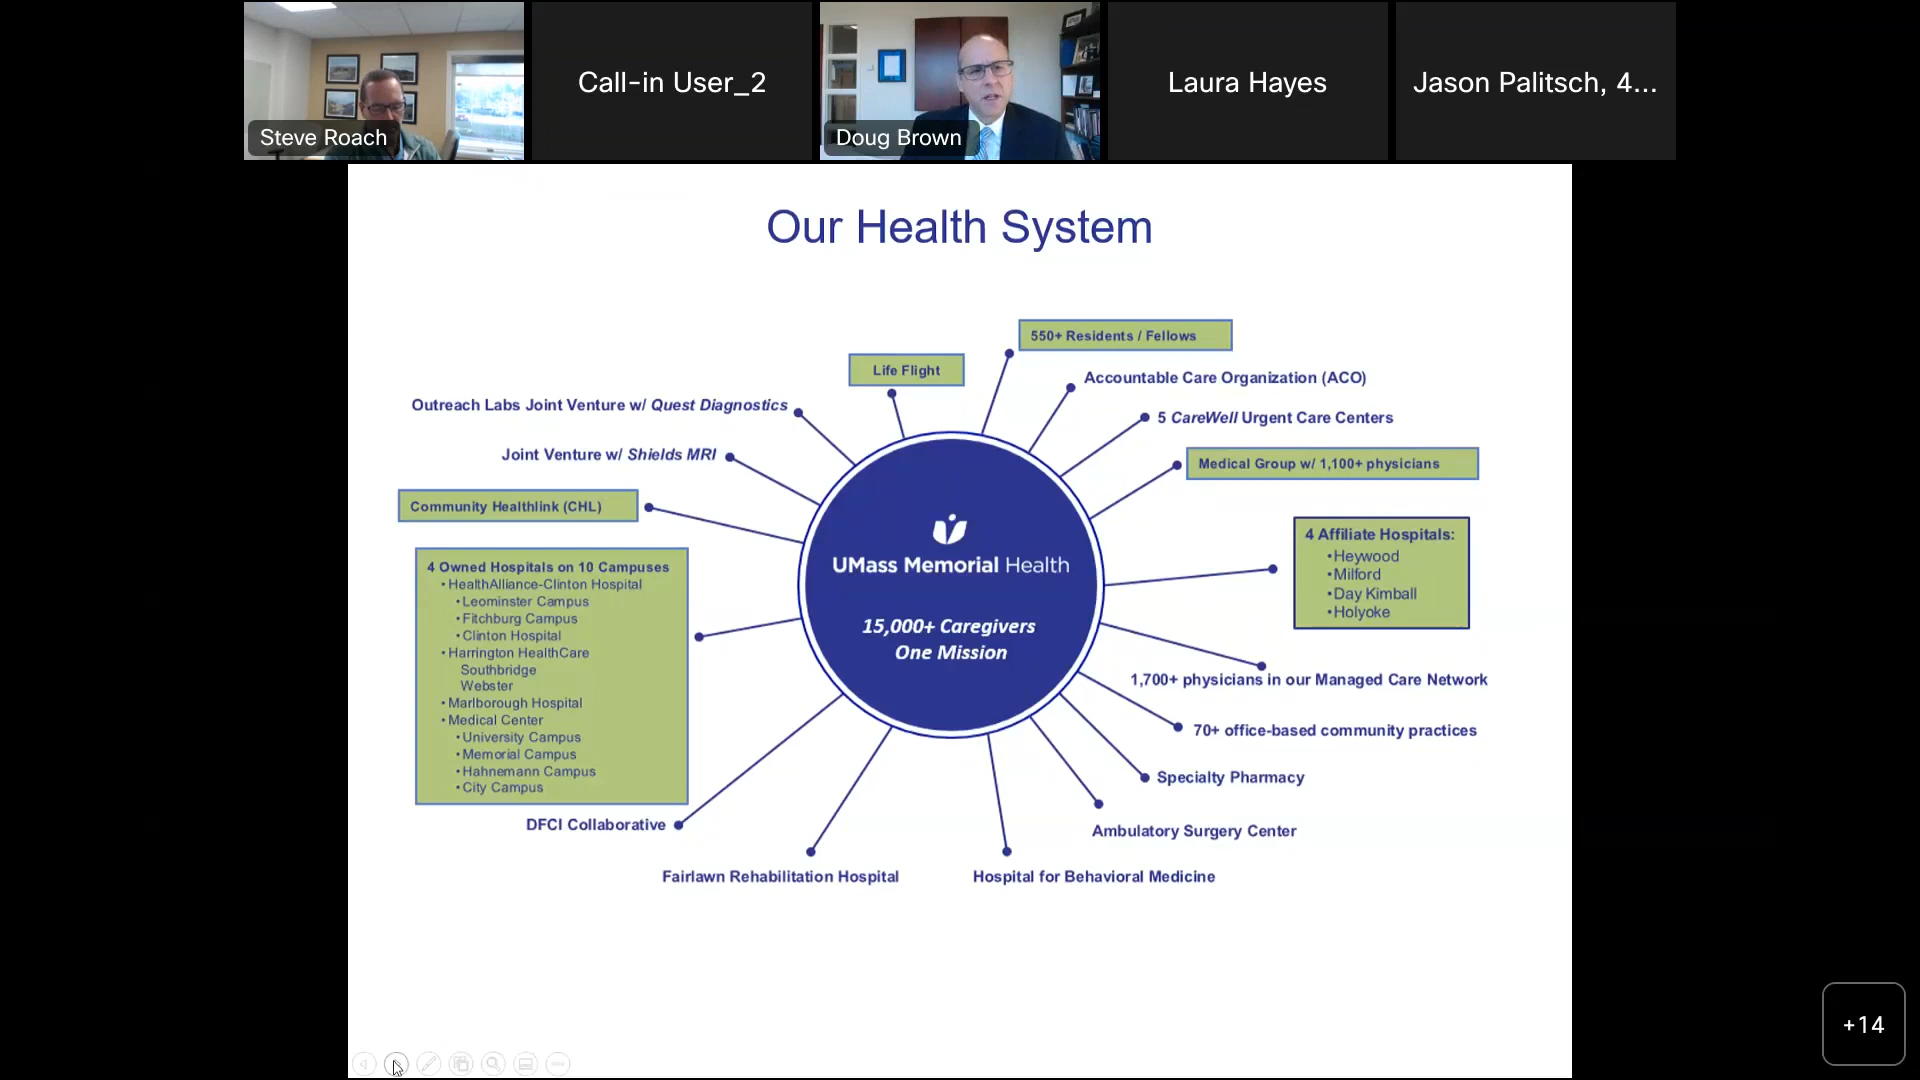 Steve Roach
Call-in User_2
Doug Brown
Laura Hayes
Jason Palitsch, 4...
Our Health System
550+ Residents / Fellows
Life Flight
Accountable Care Organization (ACO)
Outreach Labs Joint Venture w/ Quest Diagnostics
5 CareWell Urgent Care Centers
Joint Venture w/ Shields MRI
Medical Group w/ 1,100+ physicians
Community Healthlink (CHL)
4 Affiliate Hospitals:
•Heywood
•Milford
•Day Kimball
•Holyoke
UMass Memorial Health
15,000+ Caregivers
One Mission
4 Owned Hospitals on 10 Campuses
•HealthAlliance-Clinton Hospital
•Leominster Campus
•Fitchburg Campus
•Clinton Hospital
•Harrington HealthCare
Southbridge
Webster
•Marlborough Hospital
•Medical Center
•University Campus
•Memorial Campus
•Hahnemann Campus
•City Campus
1,700+ physicians in our Managed Care Network
70+ office-based community practices
Specialty Pharmacy
DFCI Collaborative
Ambulatory Surgery Center
Fairlawn Rehabilitation Hospital
Hospital for Behavioral Medicine
+14